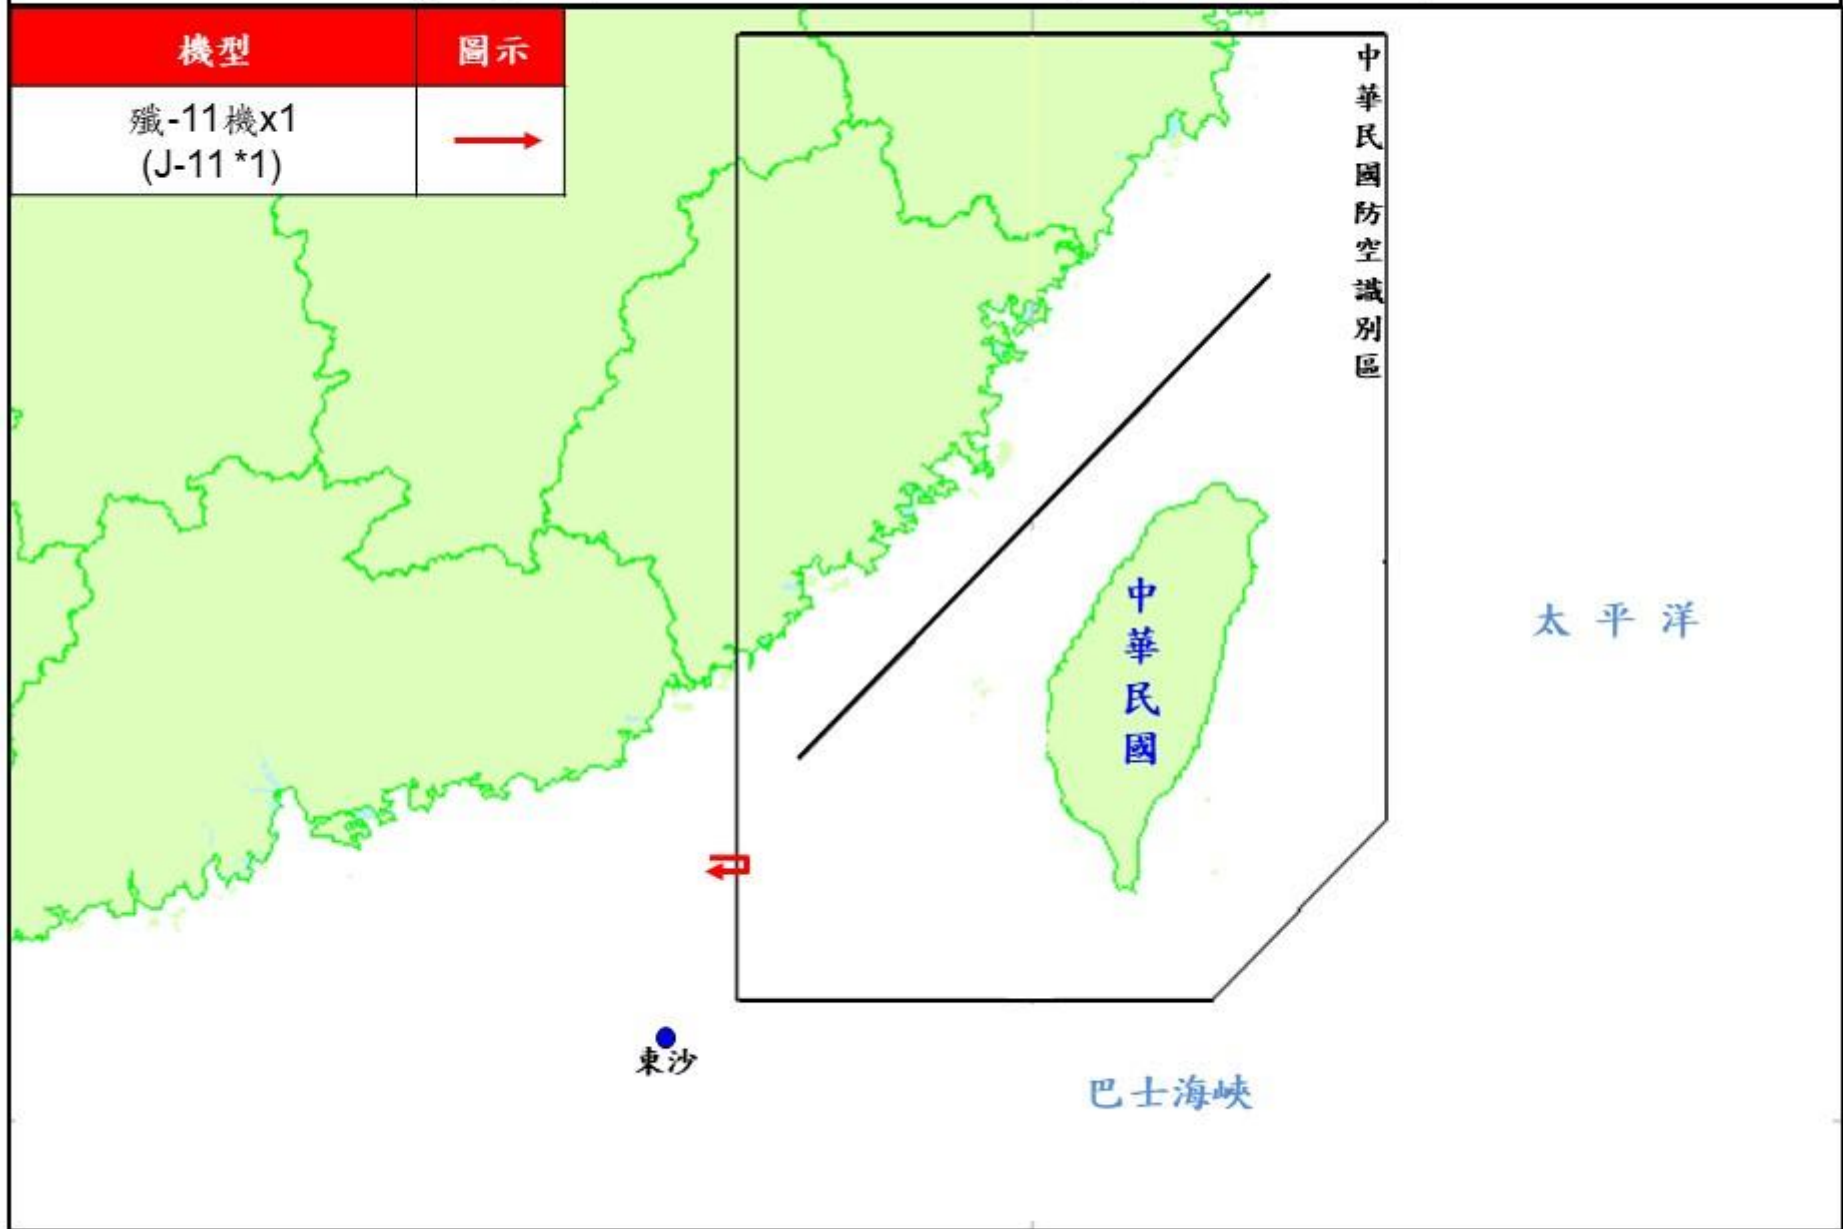 機型 圖示
殲-11機x1
(J-11 *1)
中華民國防空識別區
中華民國
太平洋
東沙
巴士海峽